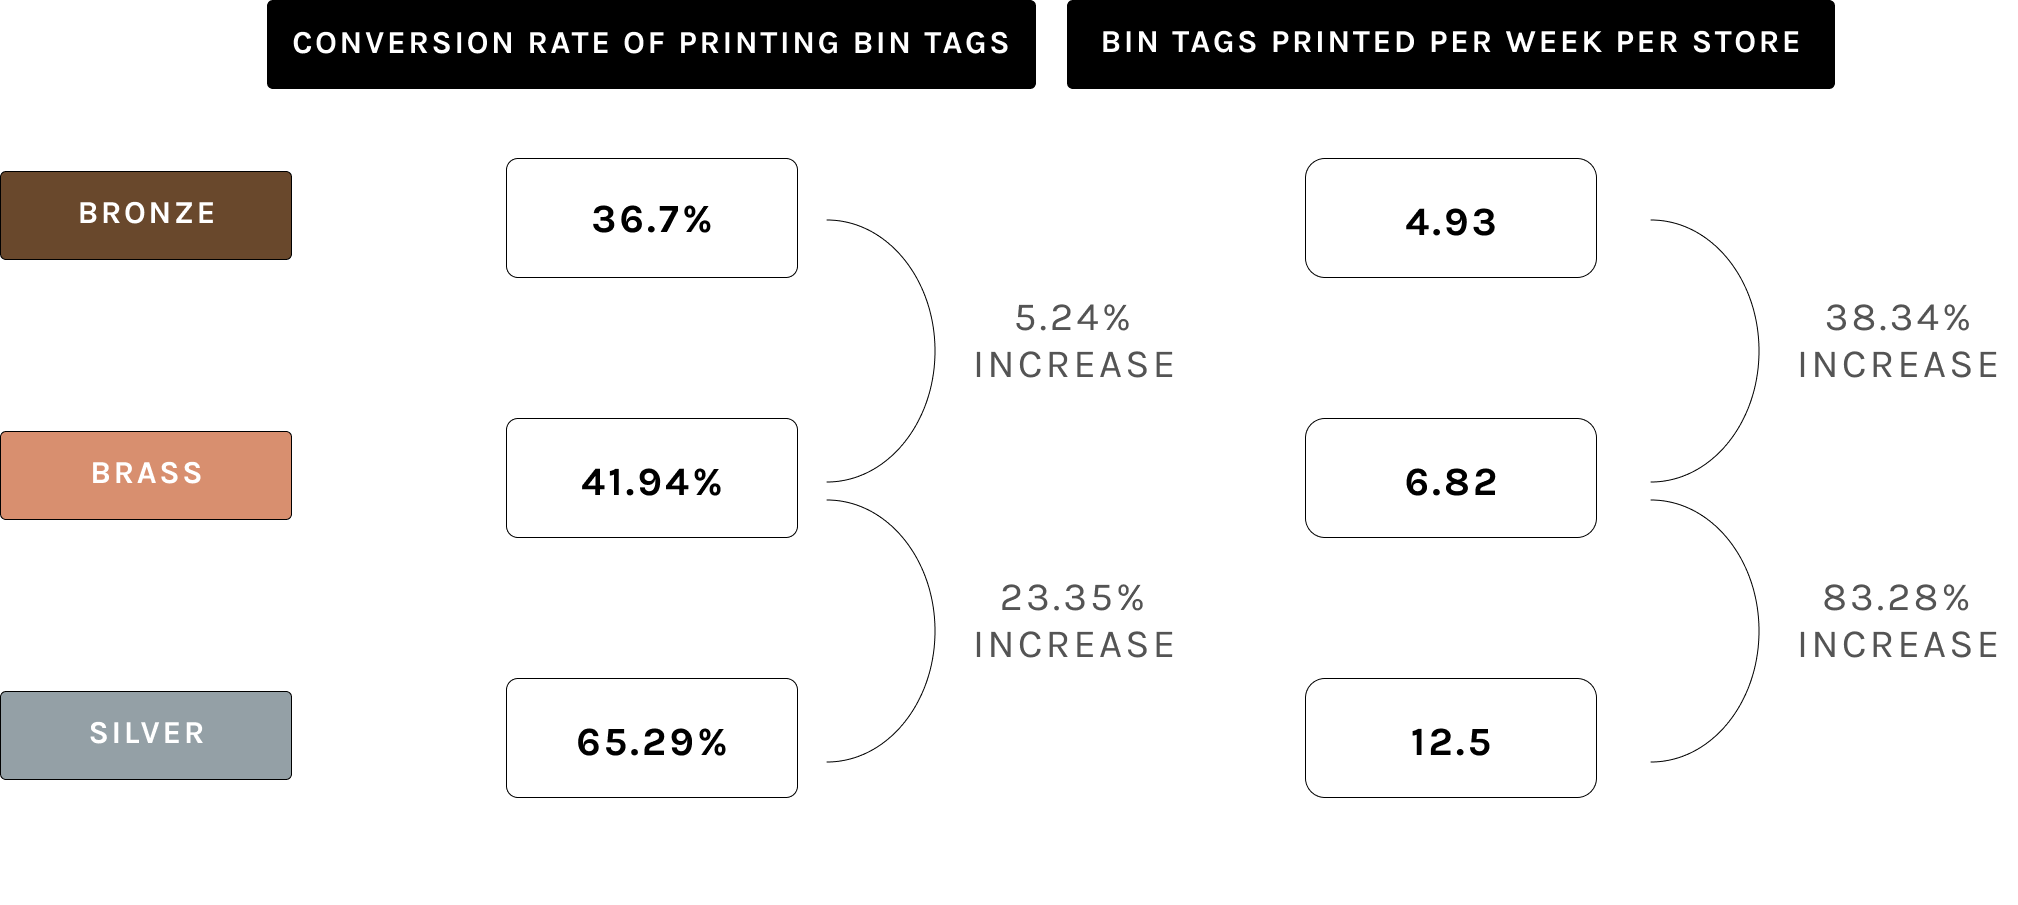 CONVERSION RATE OF PRINTING BIN TAGS
BIN TAGS PRINTED PER WEEK PER STORE
BRONZE
36.7%
4.93
5.24%
INCREASE
38.34%
INCREASE
BRASS
41.94%
6.82
23.35%
INCREASE
83.28%
INCREASE
SILVER
65.29%
12.5